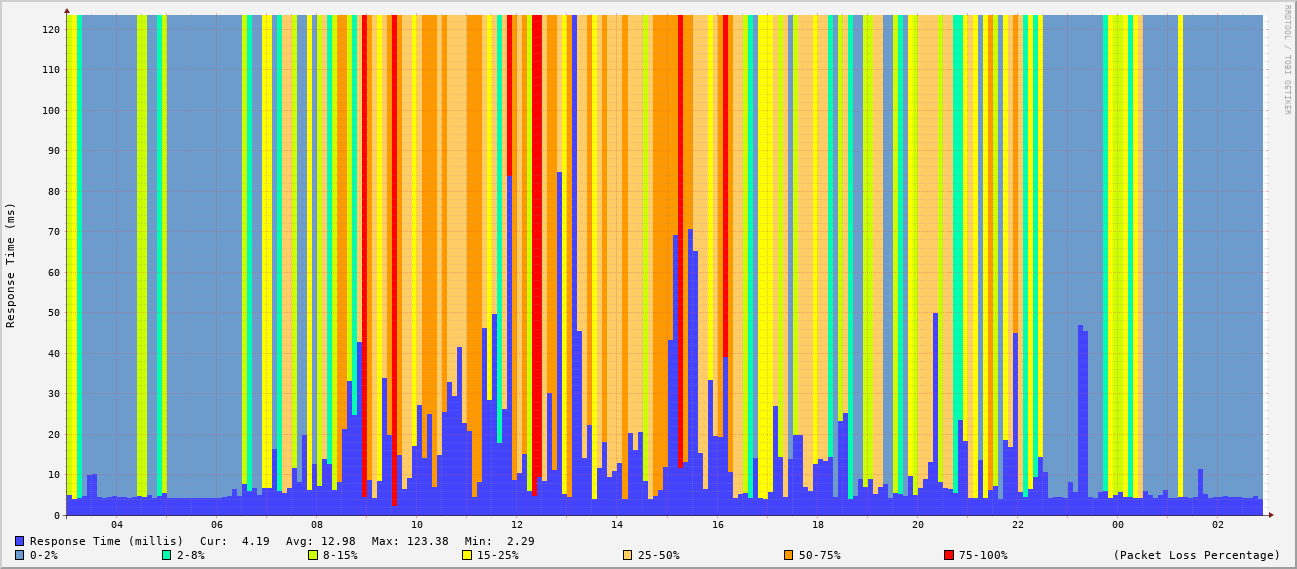 RRDTOOL / TOBI OETIKER
Response Time (ms)
120
110
100
90
80
70
60
50
40
30
20
10
0
04 06 08 10 12 14 16 18 20 22 00 02
Response Time (millis) Cur: 4.19 Avg: 12.98 Max: 123.38 Min: 2.29
0-2% 2-8% 8-15% 15-25% 25-50% 50-75% 75-100% (Packet Loss Percentage)